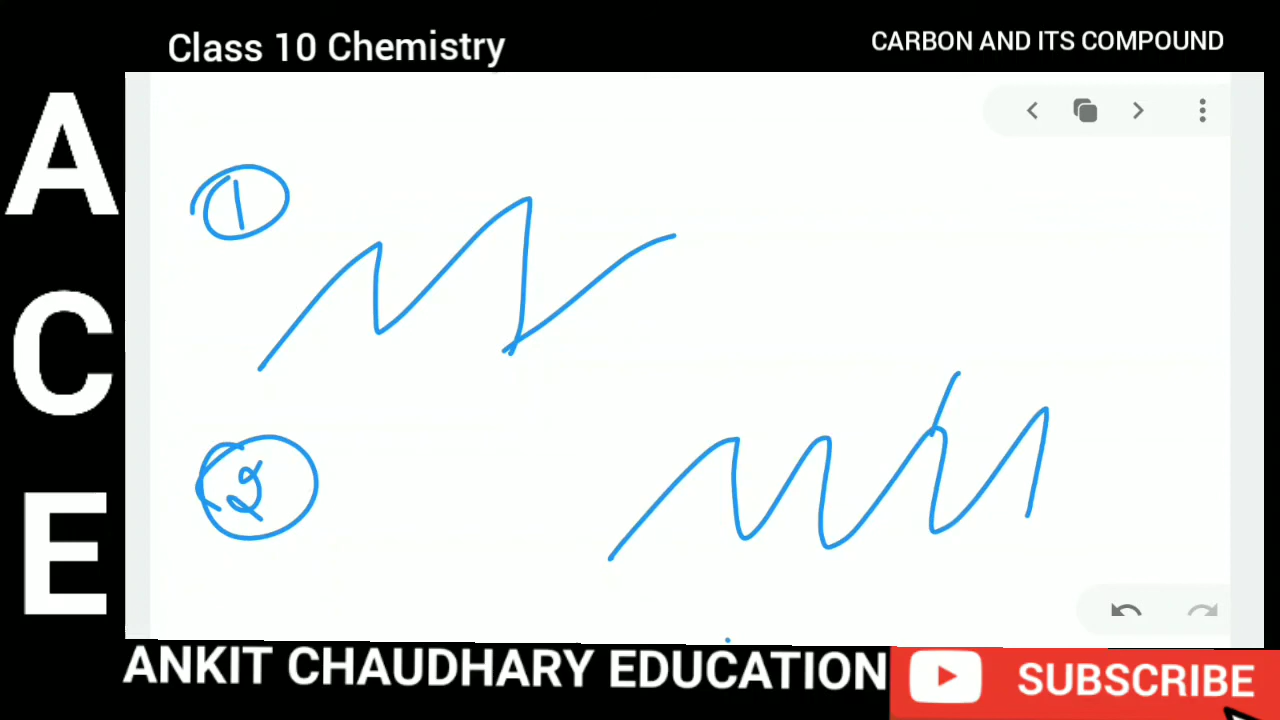 Class 10 Chemistry
CARBON AND ITS COMPOUND
A
C
E
1
2
ANKIT CHAUDHARY EDUCATION
SUBSCRIBE